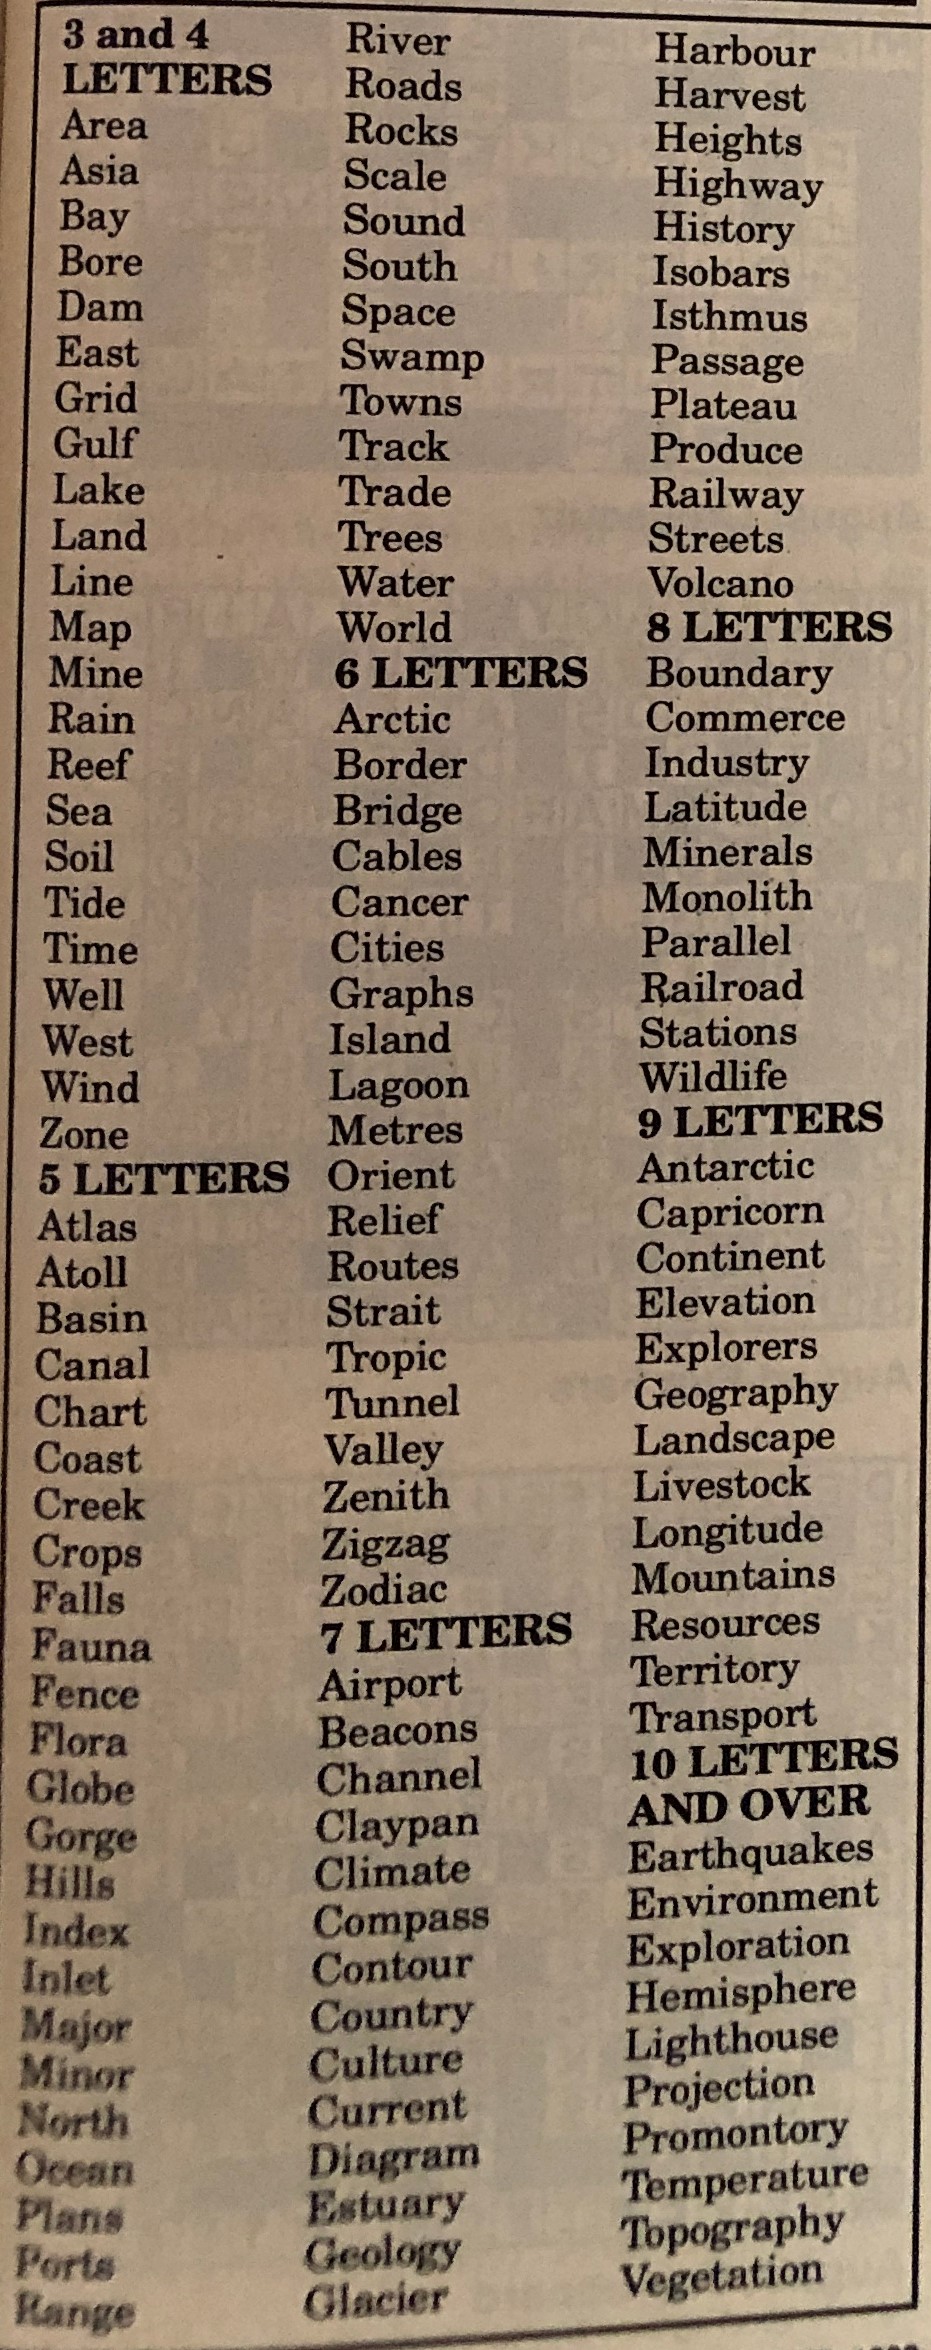 3 and 4
LETTERS
Area
Asia
Bay
Bore
Dam
East
Grid
Gulf
Lake
Land
Line
Map
Mine
Rain
Reef
Sea
Soil
Tide
Time
Well
West
Wind
Zone
5 LETTERS
Atlas
Atoll
Basin
Canal
Chart
Coast
Creek
Crops
Falls
Fauna
Fence
Flora
Globe
Gorge
Hills
Index
Inlet
Major
Minor
North
Ocean
Plans
Ports
Range
River
Roads
Rocks
Scale
Sound
South
Space
Swamp
Towns
Track
Trade
Trees
Water
World
6 LETTERS
Arctic
Border
Bridge
Cables
Cancer
Cities
Graphs
Island
Lagoon
Metres
Orient
Relief
Routes
Strait
Tropic
Tunnel
Valley
Zenith
Zigzag
Zodiac
7 LETTERS
Airport
Beacons
Channel
Claypan
Climate
Compass
Contour
Country
Culture
Current
Diagram
Estuary
Geology
Glacier
Harbour
Harvest
Heights
Highway
History
Isobars
Isthmus
Passage
Plateau
Produce
Railway
Streets
Volcano
8 LETTERS
Boundary
Commerce
Industry
Latitude
Minerals
Monolith
Parallel
Railroad
Stations
Wildlife
9 LETTERS
Antarctic
Capricorn
Continent
Elevation
Explorers
Geography
Landscape
Livestock
Longitude
Mountains
Resources
Territory
Transport
10 LETTERS
AND OVER
Earthquakes
Environment
Exploration
Hemisphere
Lighthouse
Projection
Promontory
Temperature
Topography
Vegetation